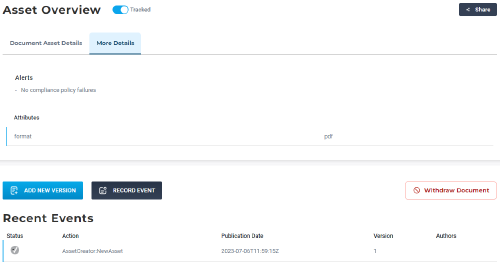 Asset Overview Tracked Share
Document Asset Details More Details
Alerts
- No compliance policy failures
Attributes
format pdf
ADD NEW VERSION RECORD EVENT Withdraw Document
Recent Events
Status Action Publication Date Version Authors
AssetCreator.NewAsset 2023-07-06T11:59:15Z 1